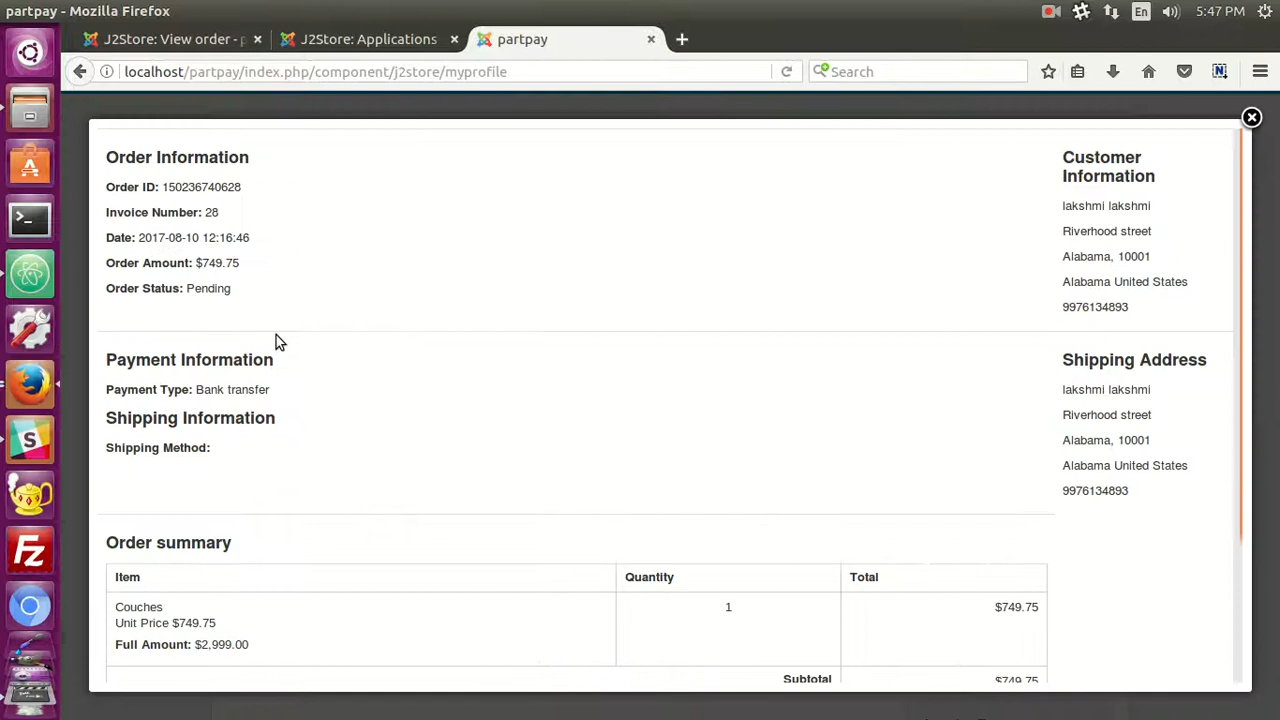 partpay - Mozilla Firefox
En
5:47 PM
J2Store: View order - p
J2Store: Applications
partpay
localhost/partpay/index.php/component/j2store/myprofile
Search
Order Information
Order ID: 150236740628
Invoice Number: 28
Date: 2017-08-10 12:16:46
Order Amount: $749.75
Order Status: Pending
Customer
Information
lakshmi lakshmi
Riverhood street
Alabama, 10001
Alabama United States
9976134893
Payment Information
Payment Type: Bank transfer
Shipping Information
Shipping Method:
Shipping Address
lakshmi lakshmi
Riverhood street
Alabama, 10001
Alabama United States
9976134893
Order summary
Item Quantity Total
Couches 1 $749.75
Unit Price $749.75
Full Amount: $2,999.00
Subtotal $749.75